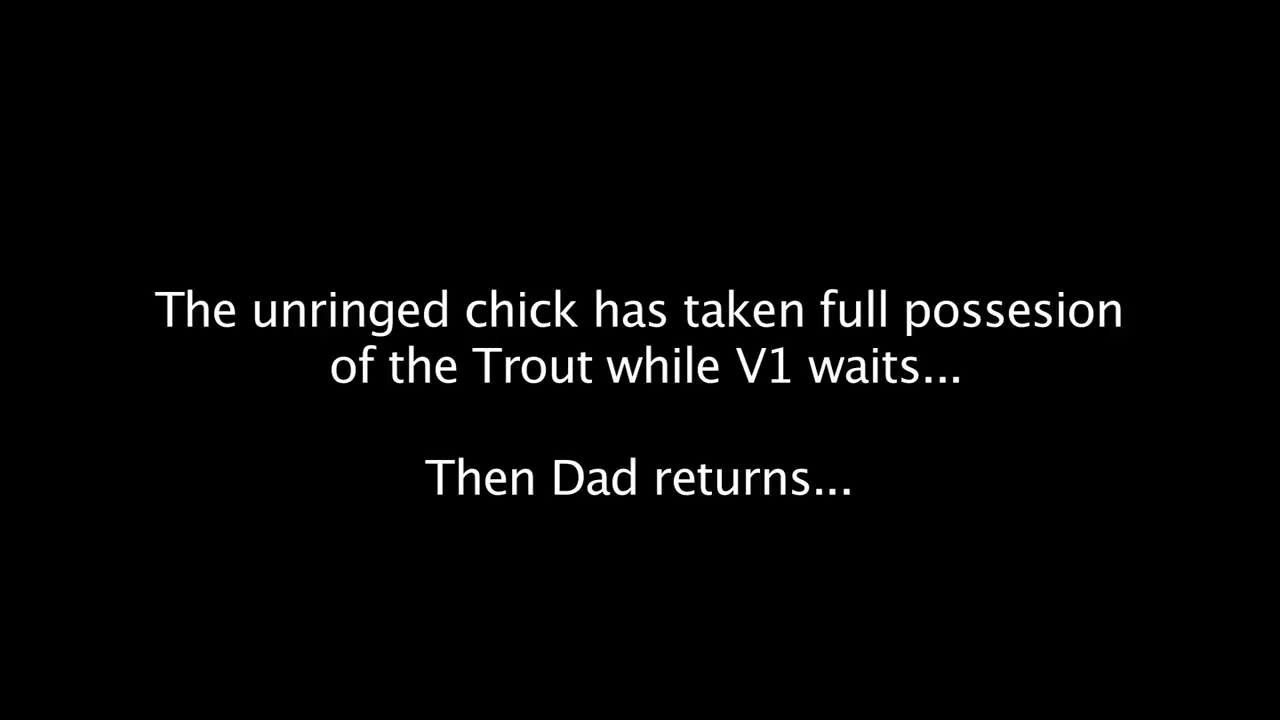 The unringed chick has taken full possesion
of the Trout while V1 waits...
Then Dad returns...